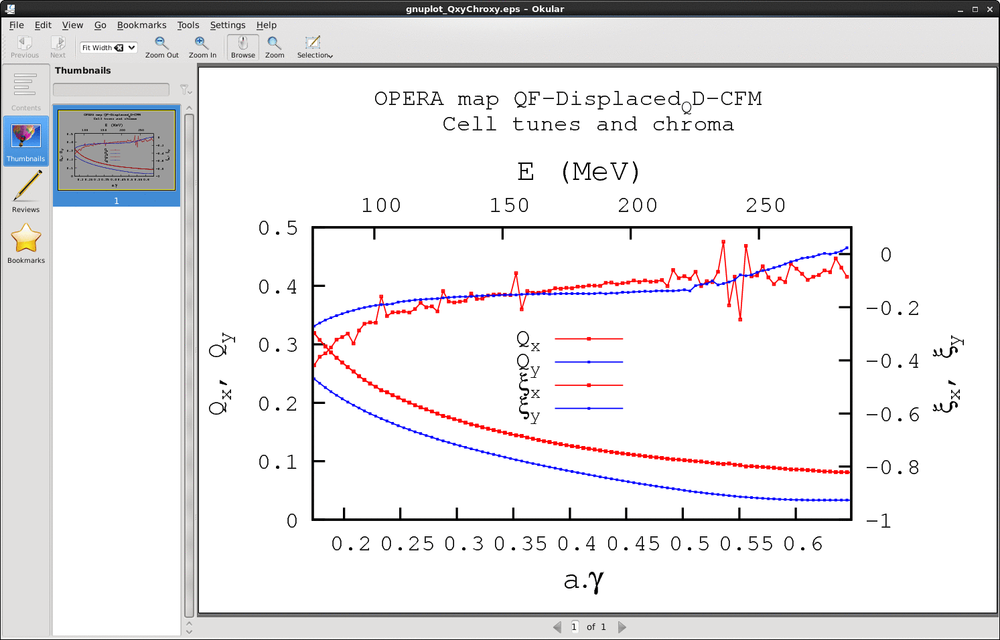 gnuplot_QxyChroxy.eps – Okular
File Edit View Go Bookmarks Tools Settings Help
Previous Next Fit Width Zoom Out Zoom In Browse Zoom Selection
Contents
Thumbnails
Reviews
Bookmarks
Thumbnails
1
OPERA map QF-Displaced_QD-CFM
Cell tunes and chroma
E (MeV)
100 150 200 250
0.5
0.4
0.3
0.2
0.1
0
Qx, Qy
0
-0.2
-0.4
-0.6
-0.8
-1
ξx, ξy
Qx
Qy
ξx
ξy
0.2 0.25 0.3 0.35 0.4 0.45 0.5 0.55 0.6
a.γ
1 of 1